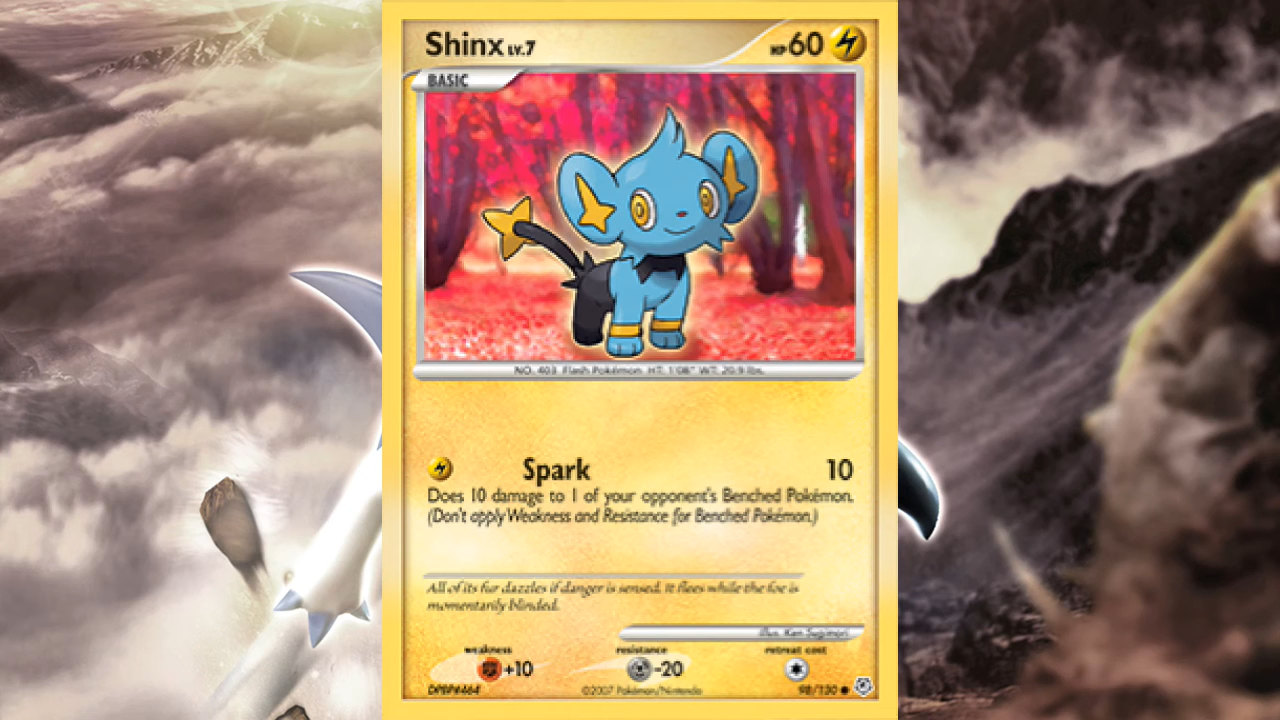 Shinx LV.7 HP 60
BASIC
NO. 403 Flash Pokémon HT: 1'08" WT: 20.9 lbs.
Spark 10
Does 10 damage to 1 of your opponent's Benched Pokémon.
(Don't apply Weakness and Resistance for Benched Pokémon.)
All of its fur dazzles if danger is sensed. It flees while the foe is
momentarily blinded.
Illus. Ken Sugimori
weakness resistance retreat cost
+10 -20
DPBP#464 ©2007 Pokémon/Nintendo 98/130